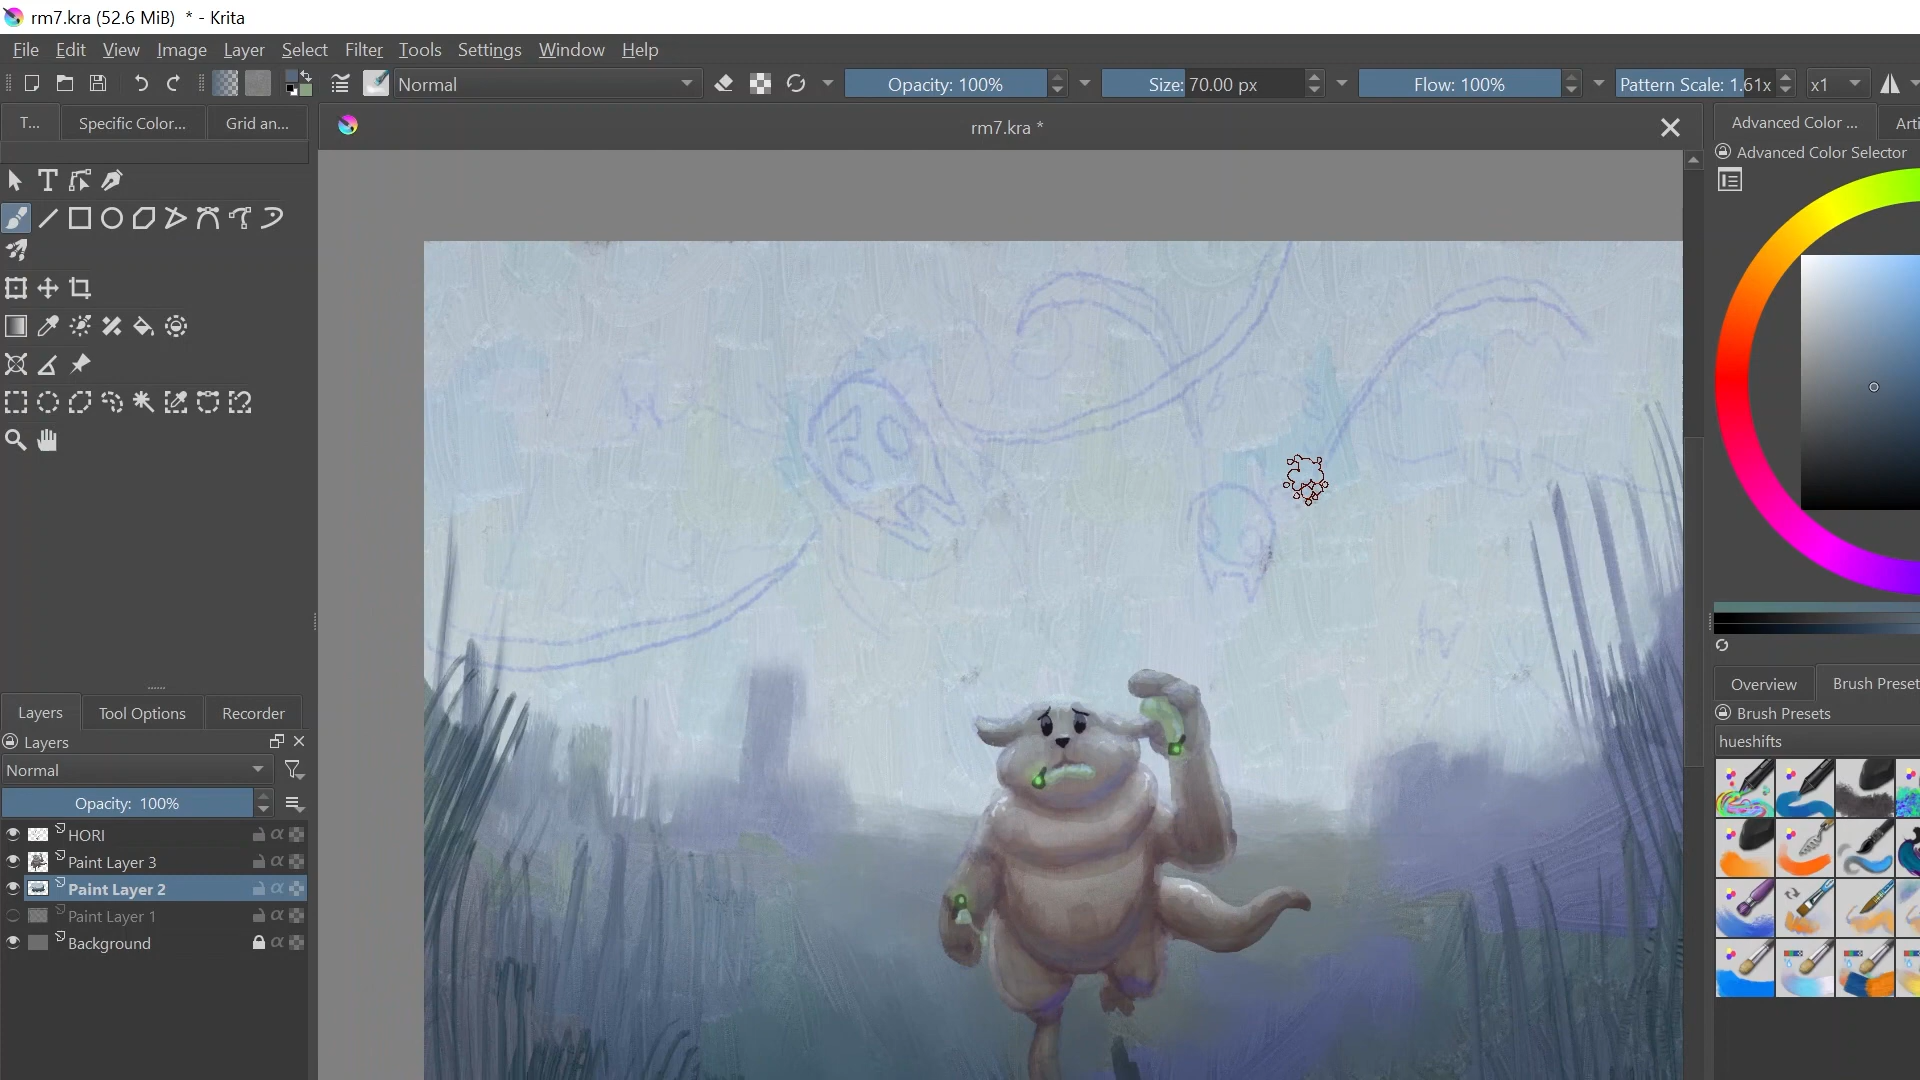 rm7.kra (52.6 MiB) * - Krita
File Edit View Image Layer Select Filter Tools Settings Window Help
Normal Opacity: 100% Size: 70.00 px Flow: 100% Pattern Scale: 1.61x x1
T... Specific Color... Grid an... rm7.kra * Advanced Color ... Arti
Advanced Color Selector
Layers Tool Options Recorder
Layers
Normal
Opacity: 100%
HORI
Paint Layer 3
Paint Layer 2
Paint Layer 1
Background
Overview Brush Preset
Brush Presets
hueshifts